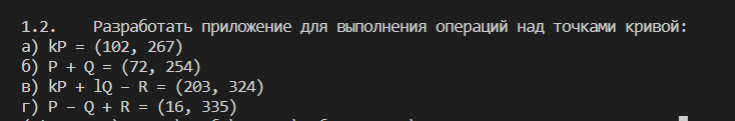 1.2. Разработать приложение для выполнения операций над точками кривой:
а) kP = (102, 267)
б) P + Q = (72, 254)
в) kP + lQ – R = (203, 324)
г) P – Q + R = (16, 335)